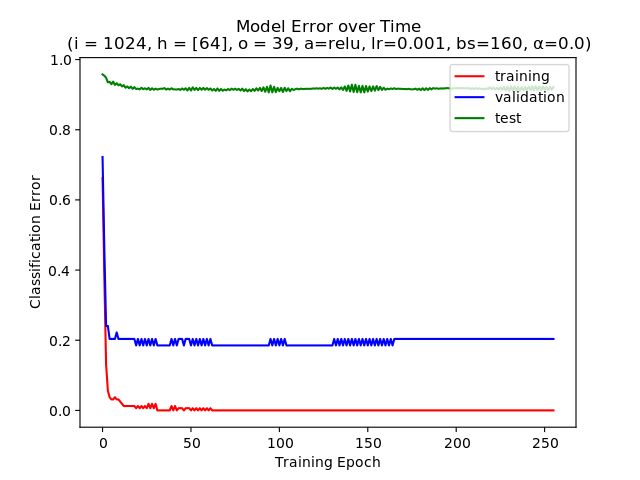 Model Error over Time
(i = 1024, h = [64], o = 39, a=relu, lr=0.001, bs=160, α=0.0)
1.0
0.8
0.6
0.4
0.2
0.0
Classification Error
training
validation
test
0 50 100 150 200 250
Training Epoch